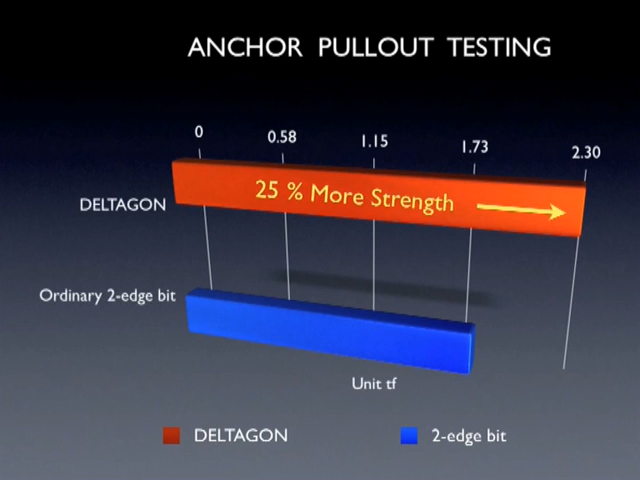 ANCHOR PULLOUT TESTING
0 0.58 1.15 1.73 2.30
DELTAGON
25 % More Strength
Ordinary 2-edge bit
Unit tf
DELTAGON 2-edge bit